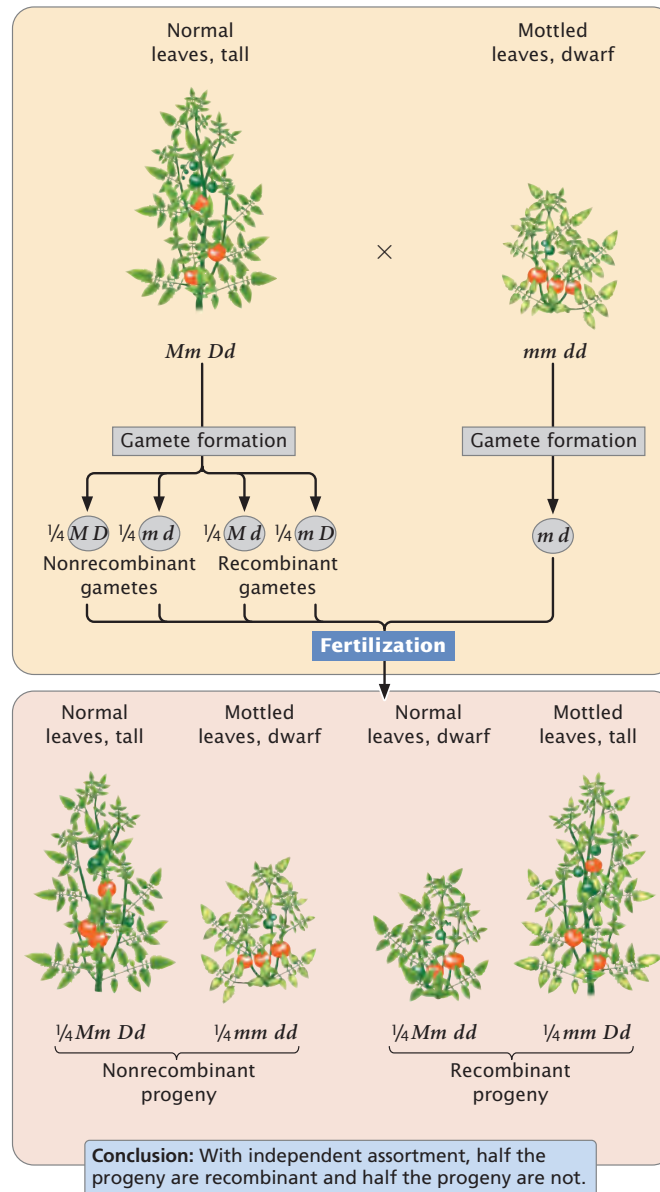 Normal
leaves, tall
Mottled
leaves, dwarf
×
Mm Dd
mm dd
Gamete formation
Gamete formation
¼ M D ¼ m d ¼ M d ¼ m D
m d
Nonrecombinant
gametes
Recombinant
gametes
Fertilization
Normal
leaves, tall
Mottled
leaves, dwarf
Normal
leaves, dwarf
Mottled
leaves, tall
¼ Mm Dd
¼ mm dd
¼ Mm dd
¼ mm Dd
Nonrecombinant
progeny
Recombinant
progeny
Conclusion: With independent assortment, half the
progeny are recombinant and half the progeny are not.